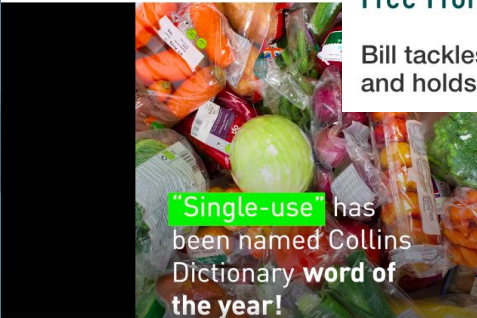 Bill tackles
and holds
"Single-use" has
been named Collins
Dictionary word of
the year!